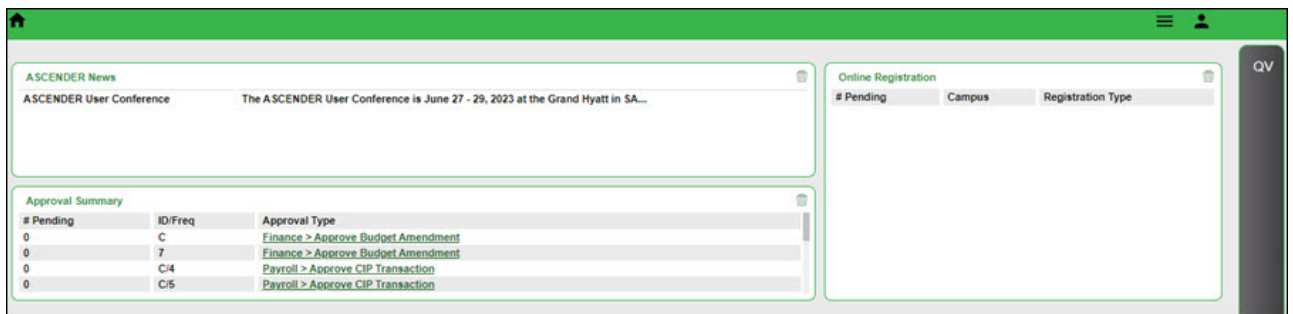 QV
ASCENDER News
ASCENDER User Conference The ASCENDER User Conference is June 27 - 29, 2023 at the Grand Hyatt in SA...
Approval Summary
# Pending ID/Freq Approval Type
0 C Finance > Approve Budget Amendment
0 7 Finance > Approve Budget Amendment
0 C/4 Payroll > Approve CIP Transaction
0 C/5 Payroll > Approve CIP Transaction
Online Registration
# Pending Campus Registration Type